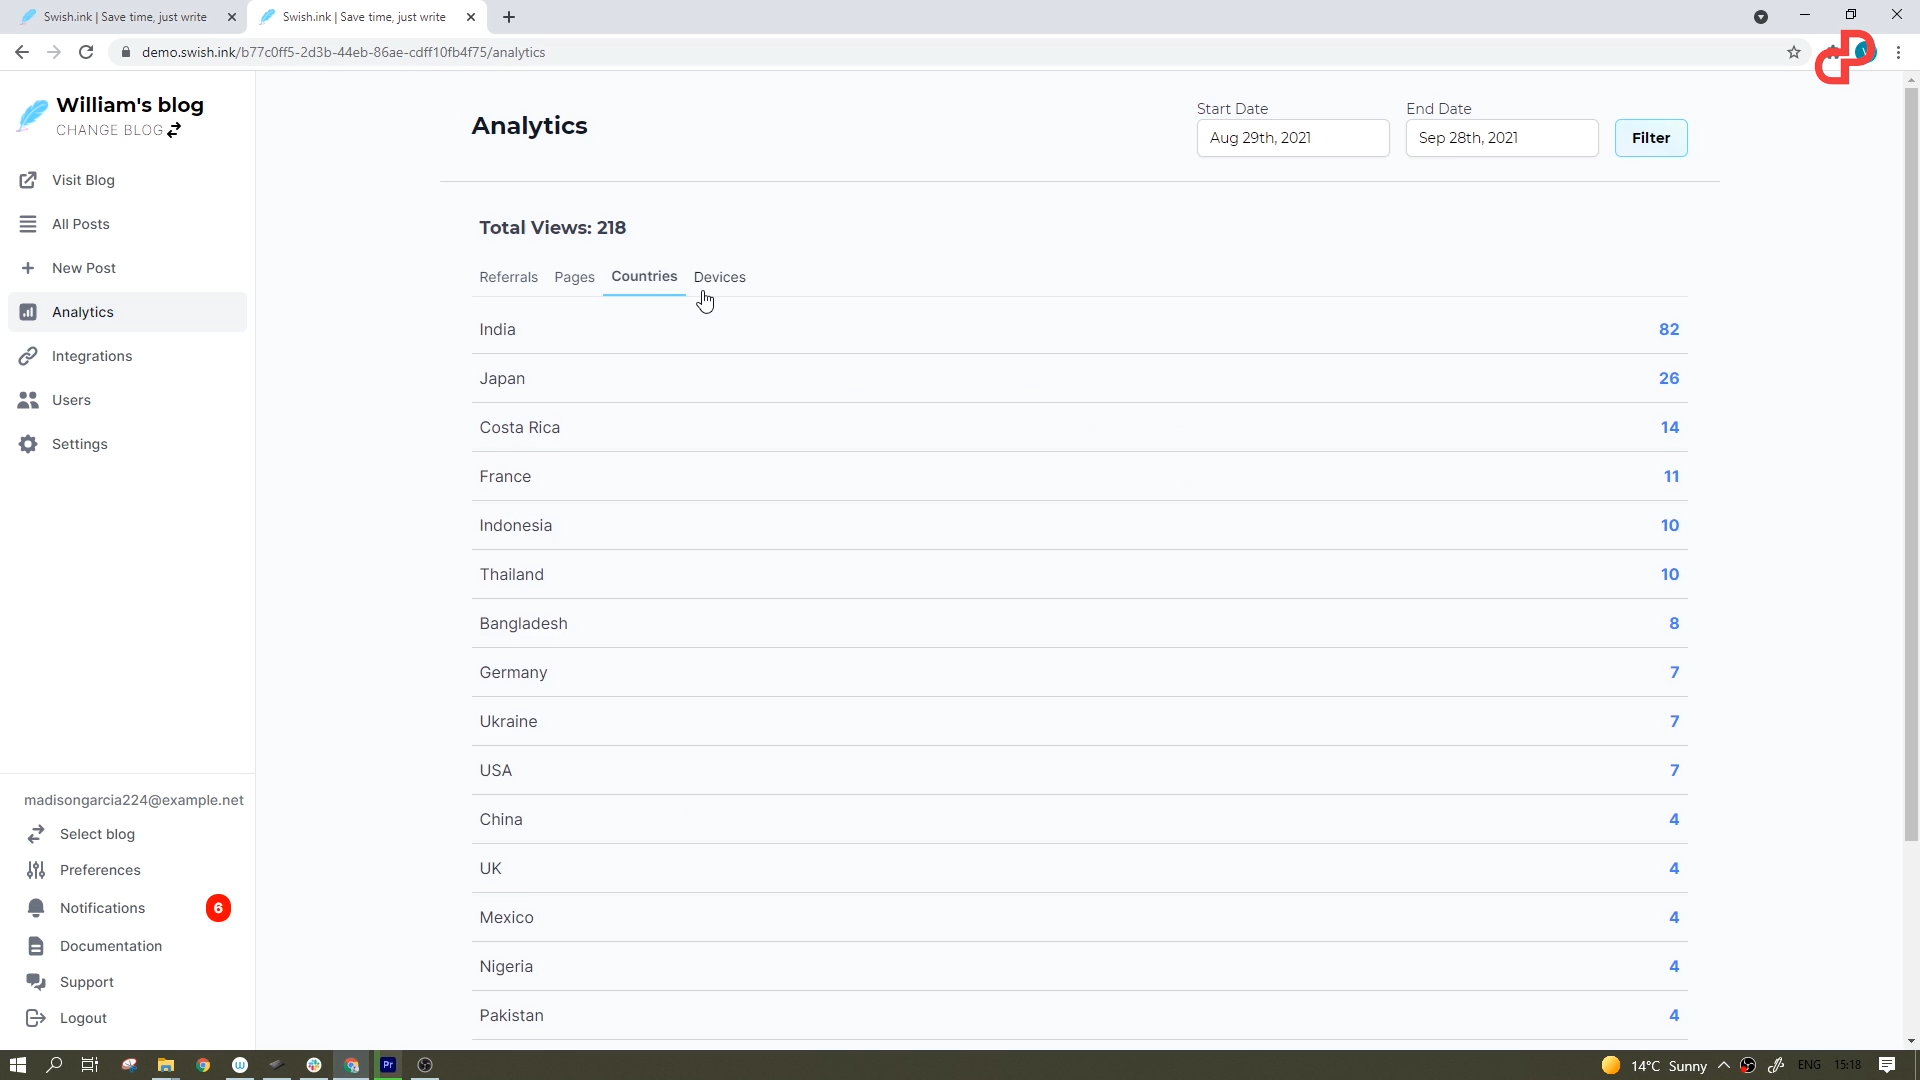 Swish.ink | Save time, just write
Swish.ink | Save time, just write
demo.swish.ink/b77c0ff5-2d3b-44eb-86ae-cdff10fb4f75/analytics
William's blog
CHANGE BLOG
Visit Blog
All Posts
New Post
Analytics
Integrations
Users
Settings
madisongarcia224@example.net
Select blog
Preferences
Notifications 6
Documentation
Support
Logout
Analytics
Start Date
Aug 29th, 2021
End Date
Sep 28th, 2021
Filter
Total Views: 218
Referrals Pages Countries Devices
India 82
Japan 26
Costa Rica 14
France 11
Indonesia 10
Thailand 10
Bangladesh 8
Germany 7
Ukraine 7
USA 7
China 4
UK 4
Mexico 4
Nigeria 4
Pakistan 4
Pr
14°C Sunny ENG 15:18